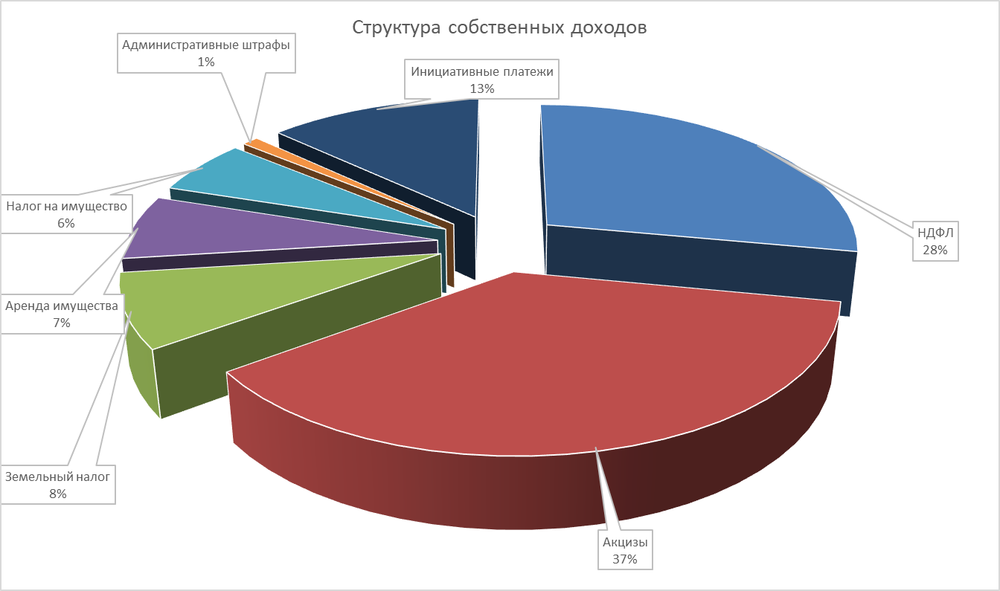 Структура собственных доходов
Административные штрафы
1%
Инициативные платежи
13%
Налог на имущество
6%
НДФЛ
28%
Аренда имущества
7%
Земельный налог
8%
Акцизы
37%